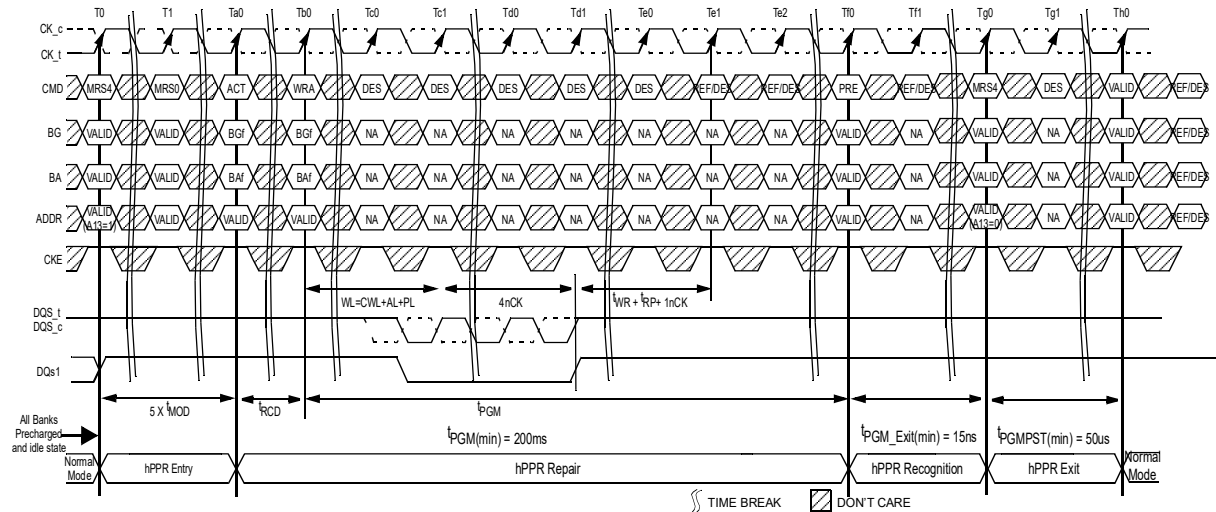 T0 T1 Ta0 Tb0 Tc0 Tc1 Td0 Td1 Te0 Te1 Te2 Tf0 Tf1 Tg0 Tg1 Th0
CK_c
CK_t
CMD MRS4 MRS0 ACT WRA DES DES DES DES DES REF/DES REF/DES PRE REF/DES MRS4 DES VALID REF/DES
BG VALID VALID BGf BGf NA NA NA NA NA NA NA VALID NA VALID NA VALID REF/DES
BA VALID VALID BAf BAf NA NA NA NA NA NA NA VALID NA VALID NA VALID REF/DES
ADDR VALID (A13=1) VALID VALID VALID NA NA NA NA NA NA NA VALID NA VALID (A13=0) NA VALID REF/DES
CKE
WL=CWL+AL+PL 4nCK tWR + tRP+ 1nCK
DQS_t
DQS_c
DQs1
5 X tMOD tRCD tPGM
All Banks
Precharged
and idle state
tPGM(min) = 200ms tPGM_Exit(min) = 15ns tPGMPST(min) = 50us
Normal Mode hPPR Entry hPPR Repair hPPR Recognition hPPR Exit Normal Mode
TIME BREAK DON'T CARE